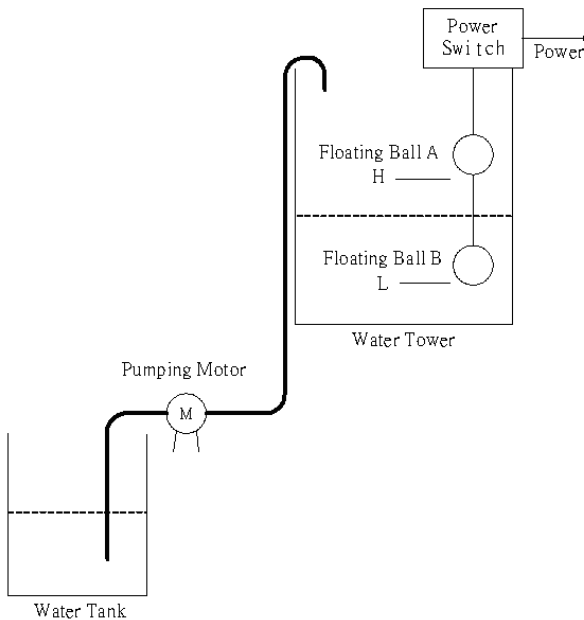 Power
Switch
Power
Floating Ball A
H
Floating Ball B
L
Water Tower
Pumping Motor
M
Water Tank